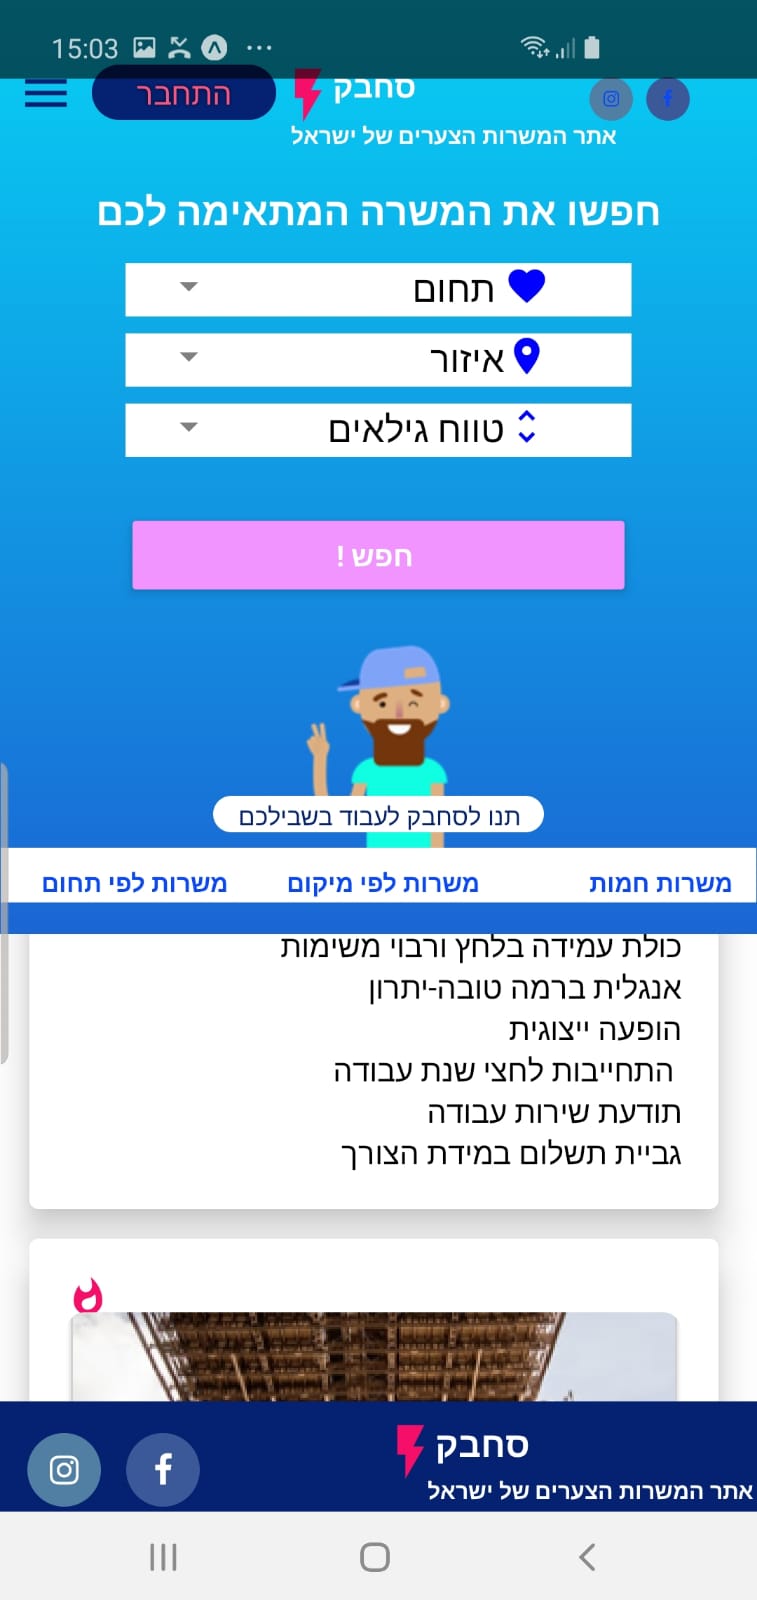 15:03
סחבק
התחבר
אתר המשרות הצערים של ישראל
חפשו את המשרה המתאימה לכם
תחום
איזור
טווח גילאים
חפש !
תנו לסחבק לעבוד בשבילכם
משרות חמות
משרות לפי מיקום
משרות לפי תחום
כולת עמידה בלחץ ורבוי משימות
אנגלית ברמה טובה-יתרון
הופעה ייצוגית
התחייבות לחצי שנת עבודה
תודעת שירות עבודה
גביית תשלום במידת הצורך
סחבק
אתר המשרות הצערים של ישראל